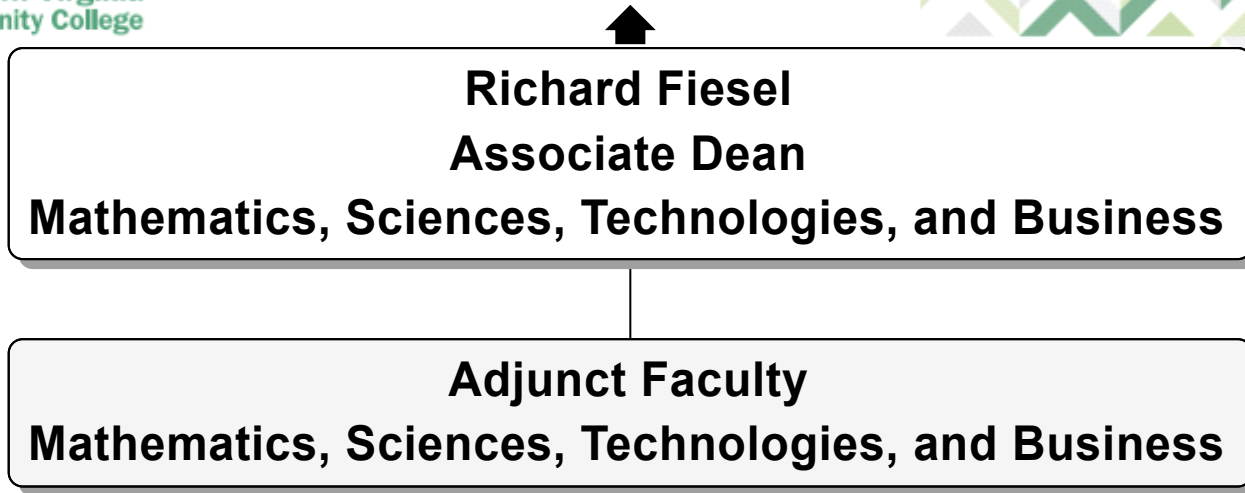 nity College
Richard Fiesel
Associate Dean
Mathematics, Sciences, Technologies, and Business
Adjunct Faculty
Mathematics, Sciences, Technologies, and Business